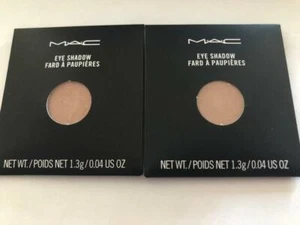 MAC
EYE SHADOW
FARD À PAUPIÈRES
NET WT./POIDS NET 1.3g/0.04 US OZ
MAC
EYE SHADOW
FARD À PAUPIÈRES
NET WT./POIDS NET 1.3g/0.04 US OZ